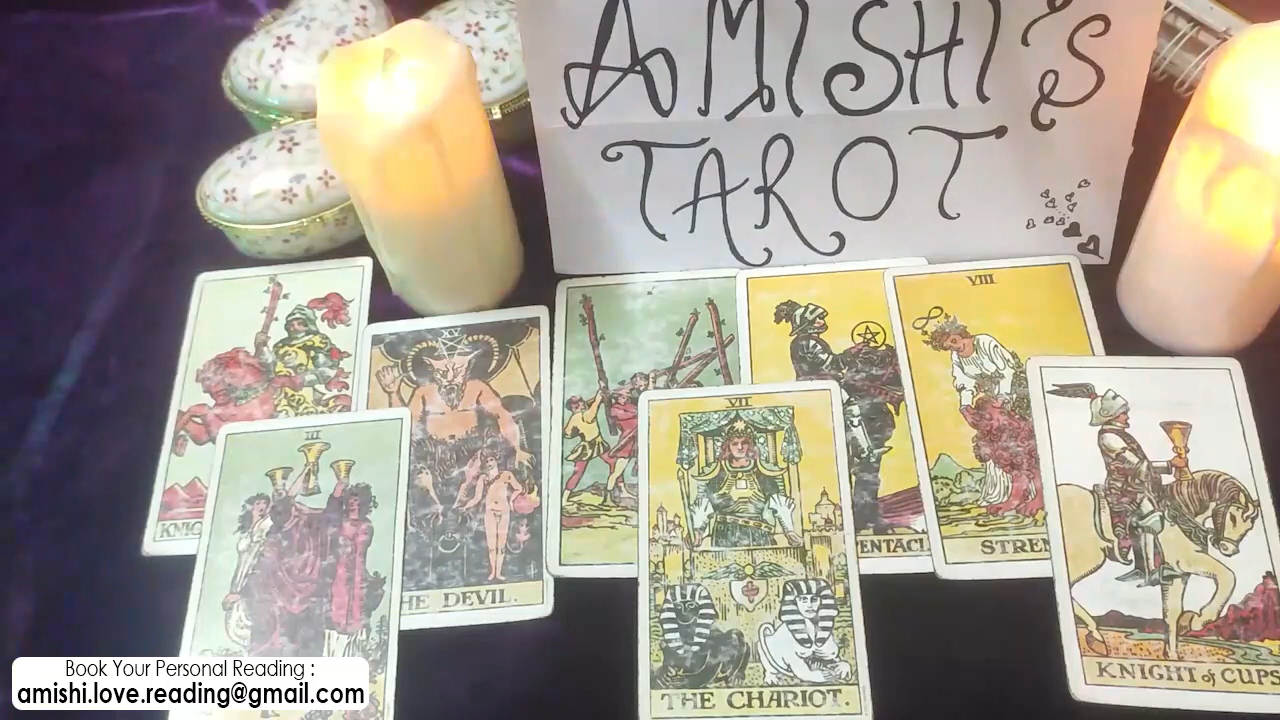 AMISHI'S
TAROT
XV
VIII
VII
III
KNIG
HE DEVIL.
ENTACL
STREN
THE CHARIOT.
KNIGHT of CUPS
Book Your Personal Reading :
amishi.love.reading@gmail.com